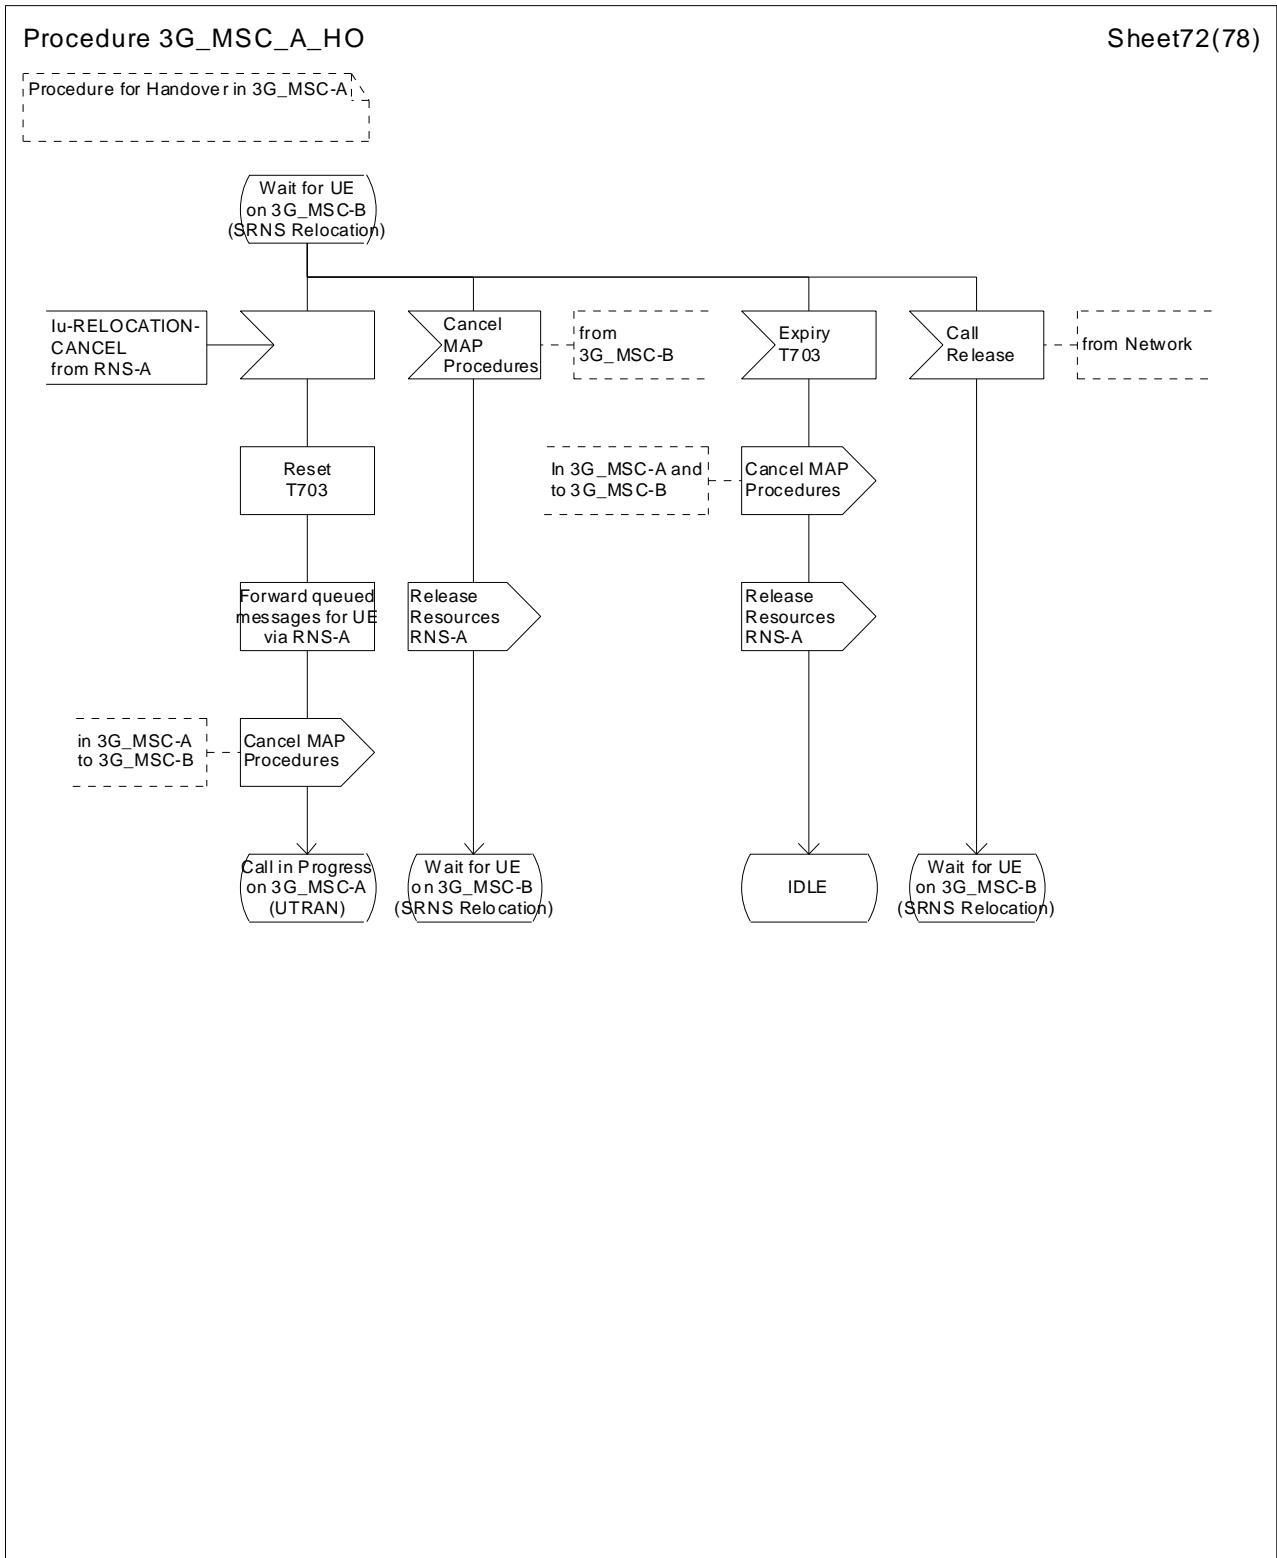 Procedure 3G_MSC_A_HO
Sheet72(78)
Procedure for Handover in 3G_MSC-A
Wait for UE
on 3G_MSC-B
(SRNS Relocation)
Iu-RELOCATION-
CANCEL
from RNS-A
Cancel
MAP
Procedures
from
3G_MSC-B
Expiry
T703
Call
Release
from Network
Reset
T703
In 3G_MSC-A and
to 3G_MSC-B
Cancel MAP
Procedures
Forward queued
messages for UE
via RNS-A
Release
Resources
RNS-A
Release
Resources
RNS-A
in 3G_MSC-A
to 3G_MSC-B
Cancel MAP
Procedures
Call in Progress
on 3G_MSC-A
(UTRAN)
Wait for UE
on 3G_MSC-B
(SRNS Relocation)
IDLE
Wait for UE
on 3G_MSC-B
(SRNS Relocation)